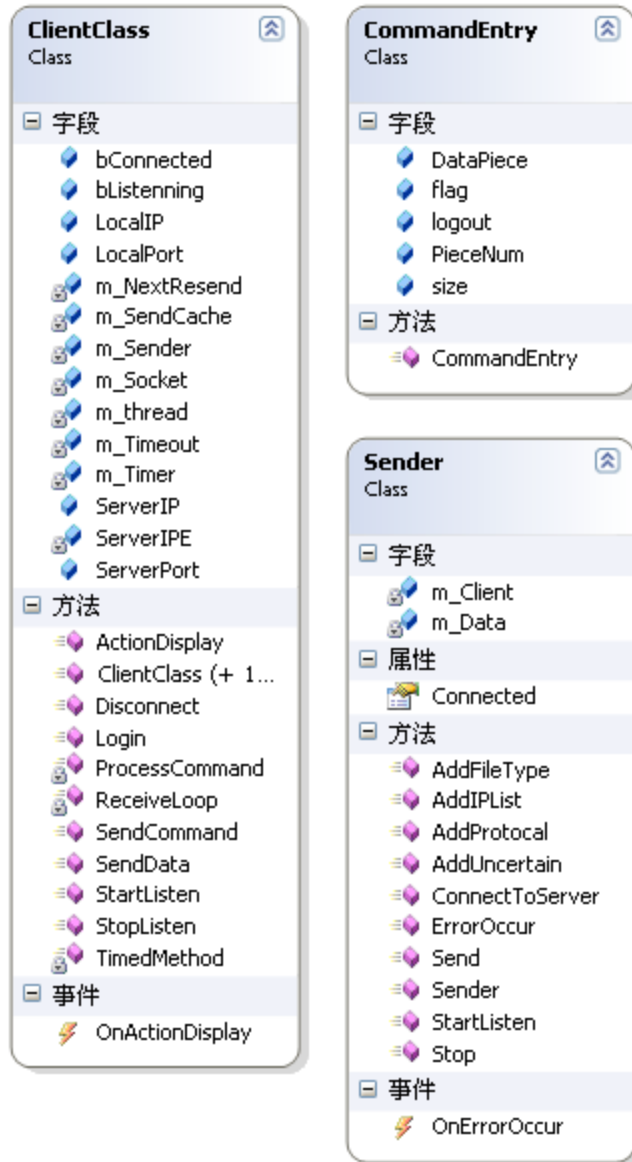 ClientClass
Class
字段
bConnected
bListenning
LocalIP
LocalPort
m_NextResend
m_SendCache
m_Sender
m_Socket
m_thread
m_Timeout
m_Timer
ServerIP
ServerIPE
ServerPort
方法
ActionDisplay
ClientClass (+ 1...
Disconnect
Login
ProcessCommand
ReceiveLoop
SendCommand
SendData
StartListen
StopListen
TimedMethod
事件
OnActionDisplay
CommandEntry
Class
字段
DataPiece
flag
logout
PieceNum
size
方法
CommandEntry
Sender
Class
字段
m_Client
m_Data
属性
Connected
方法
AddFileType
AddIPList
AddProtocal
AddUncertain
ConnectToServer
ErrorOccur
Send
Sender
StartListen
Stop
事件
OnErrorOccur